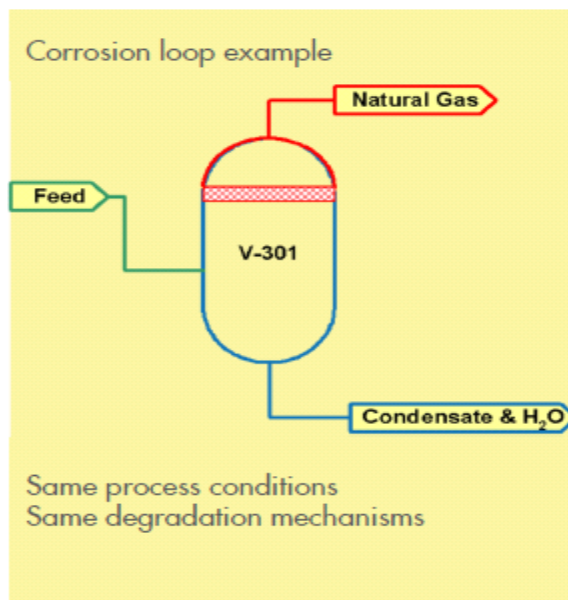 Corrosion loop example
Natural Gas
Feed
V-301
Condensate & H₂O
Same process conditions
Same degradation mechanisms